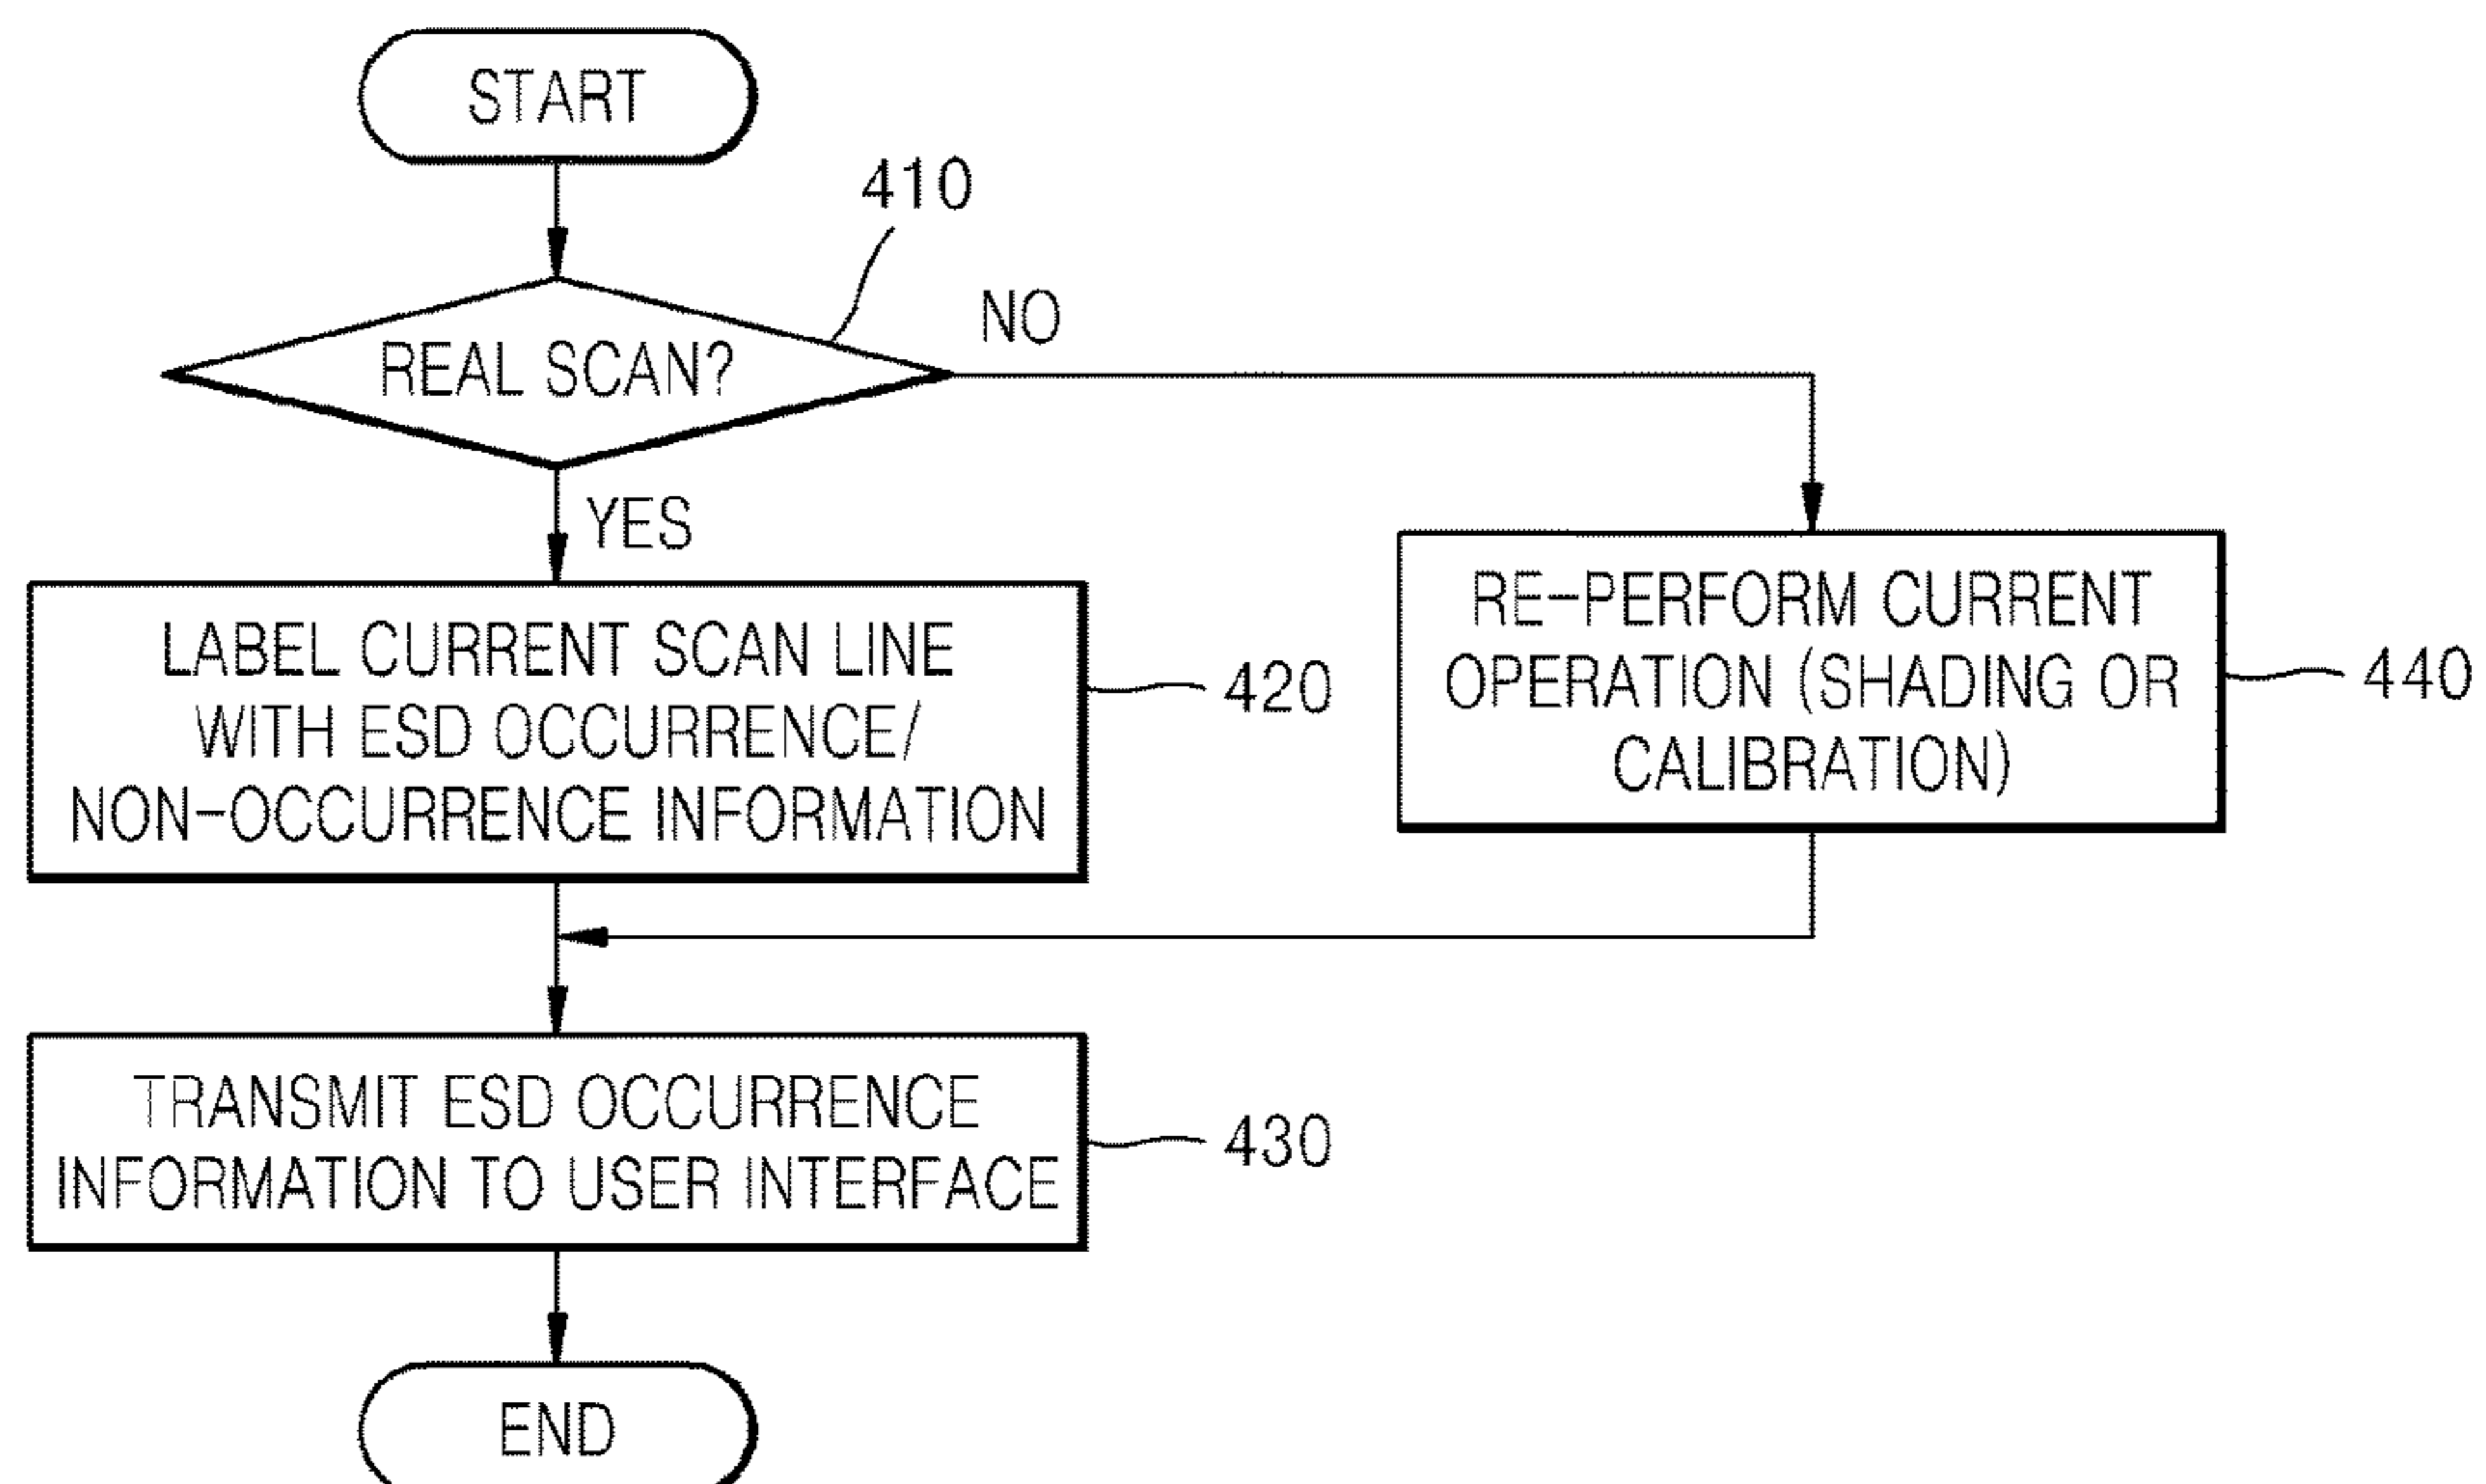 START
410
REAL SCAN?
NO
YES
LABEL CURRENT SCAN LINE
WITH ESD OCCURRENCE/
NON-OCCURRENCE INFORMATION
420
RE-PERFORM CURRENT
OPERATION (SHADING OR
CALIBRATION)
440
TRANSMIT ESD OCCURRENCE
INFORMATION TO USER INTERFACE
430
END